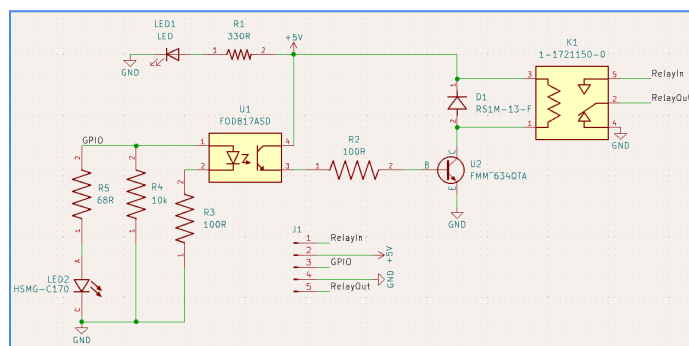 LED1
LED
R1
330R
+5V
GND
1
2
K1
1-1721150-0
3
5
RelayIn
2
RelayOut
1
4
GND
1
D1
RS1M-13-F
2
U1
FOD817ASD
GPIO
1
4
2
3
R2
100R
1
2
B
C
U2
FMMT634QTA
E
GND
2
R5
68R
1
2
R4
10k
1
2
R3
100R
1
A
LED2
HSMG-C170
C
GND
J1
1
RelayIn
2
+5V
3
GPIO
4
GND
5
RelayOut